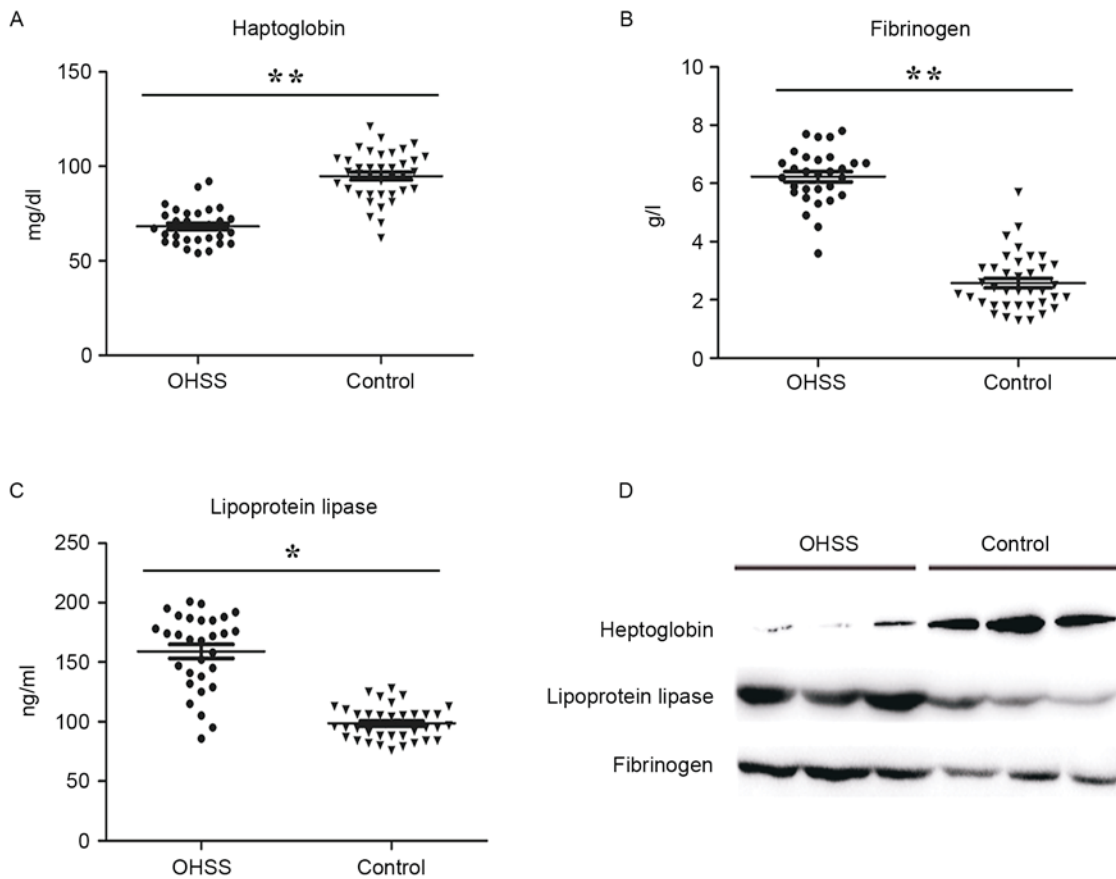 A
Haptoglobin
**
150
100
50
0
mg/dl
OHSS Control
B
Fibrinogen
**
10
8
6
4
2
0
g/l
OHSS Control
C
Lipoprotein lipase
*
250
200
150
100
50
0
ng/ml
OHSS Control
D
OHSS Control
Heptoglobin
Lipoprotein lipase
Fibrinogen